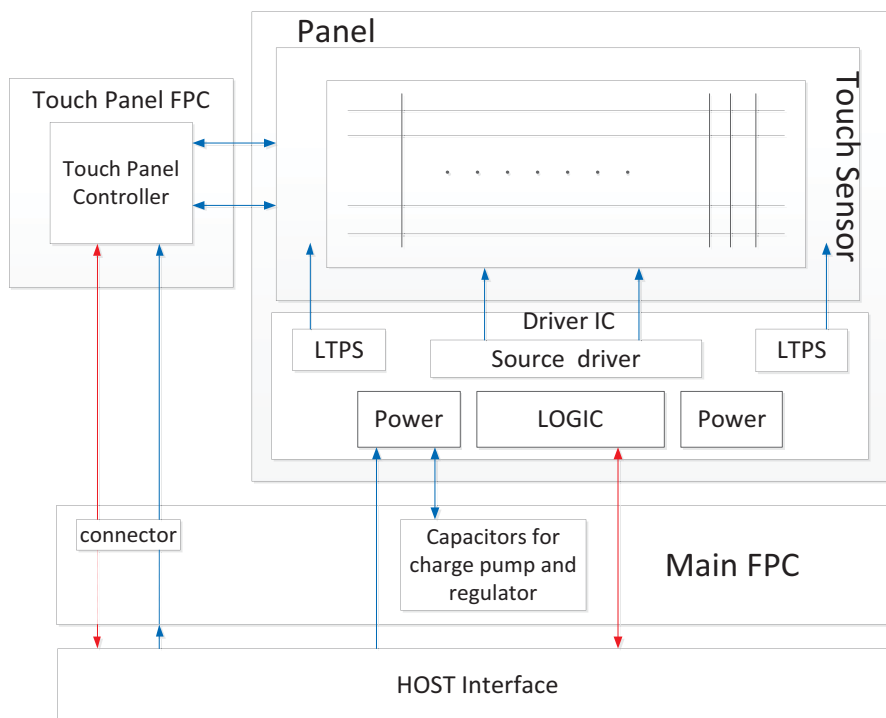 Panel
Touch Panel FPC
Touch Panel
Controller
Touch Sensor
Driver IC
LTPS
Source driver
LTPS
Power
LOGIC
Power
connector
Capacitors for
charge pump and
regulator
Main FPC
HOST Interface